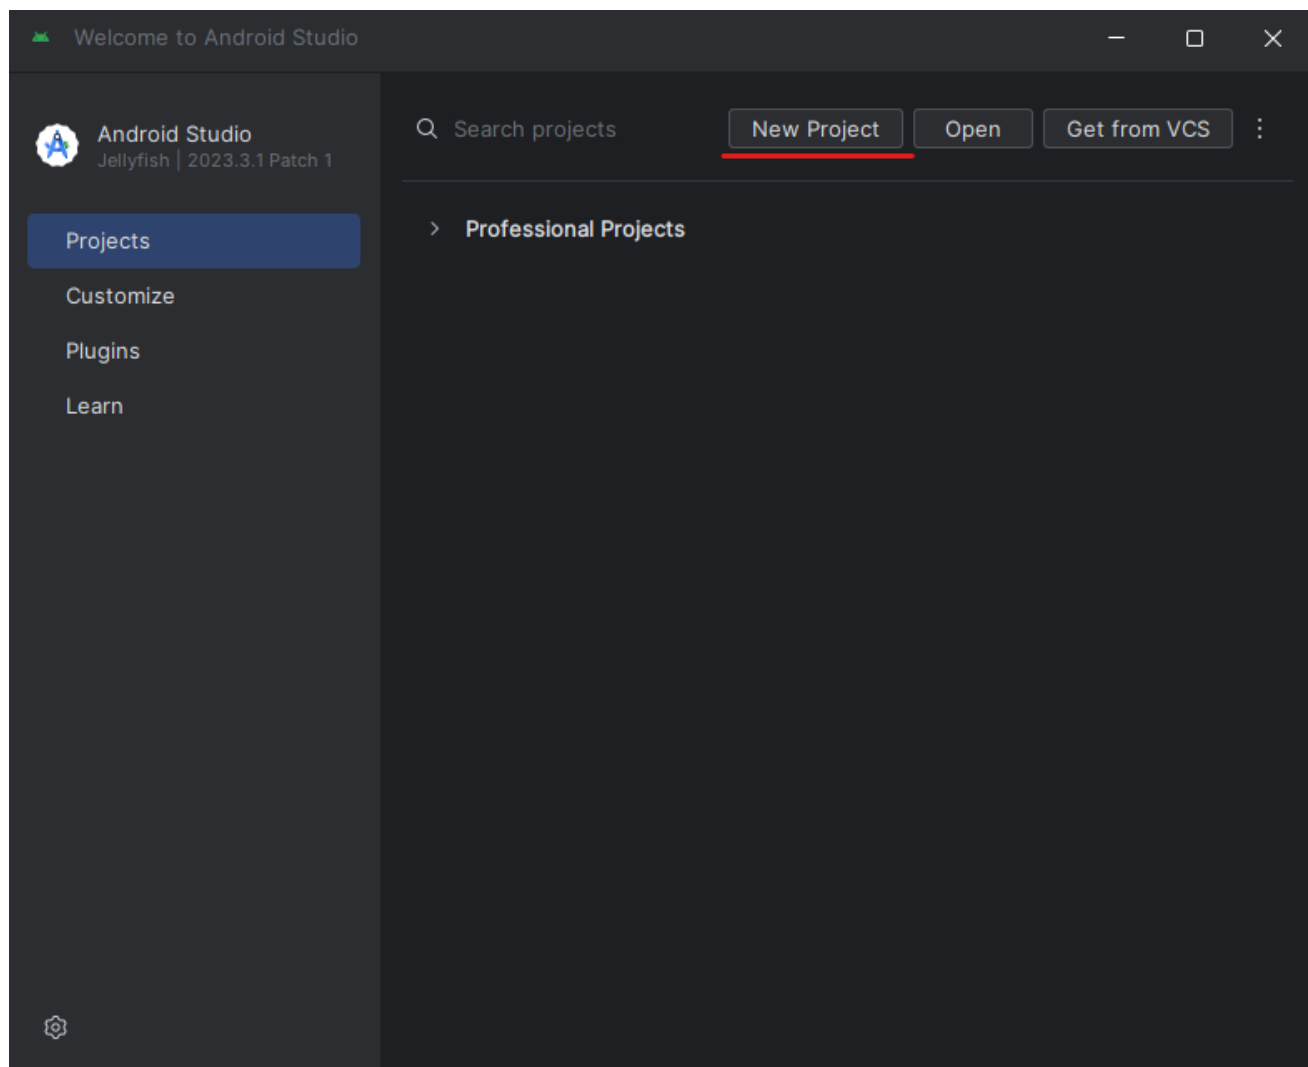 Welcome to Android Studio
Android Studio
Jellyfish | 2023.3.1 Patch 1
Search projects
New Project
Open
Get from VCS
Projects
Customize
Plugins
Learn
Professional Projects